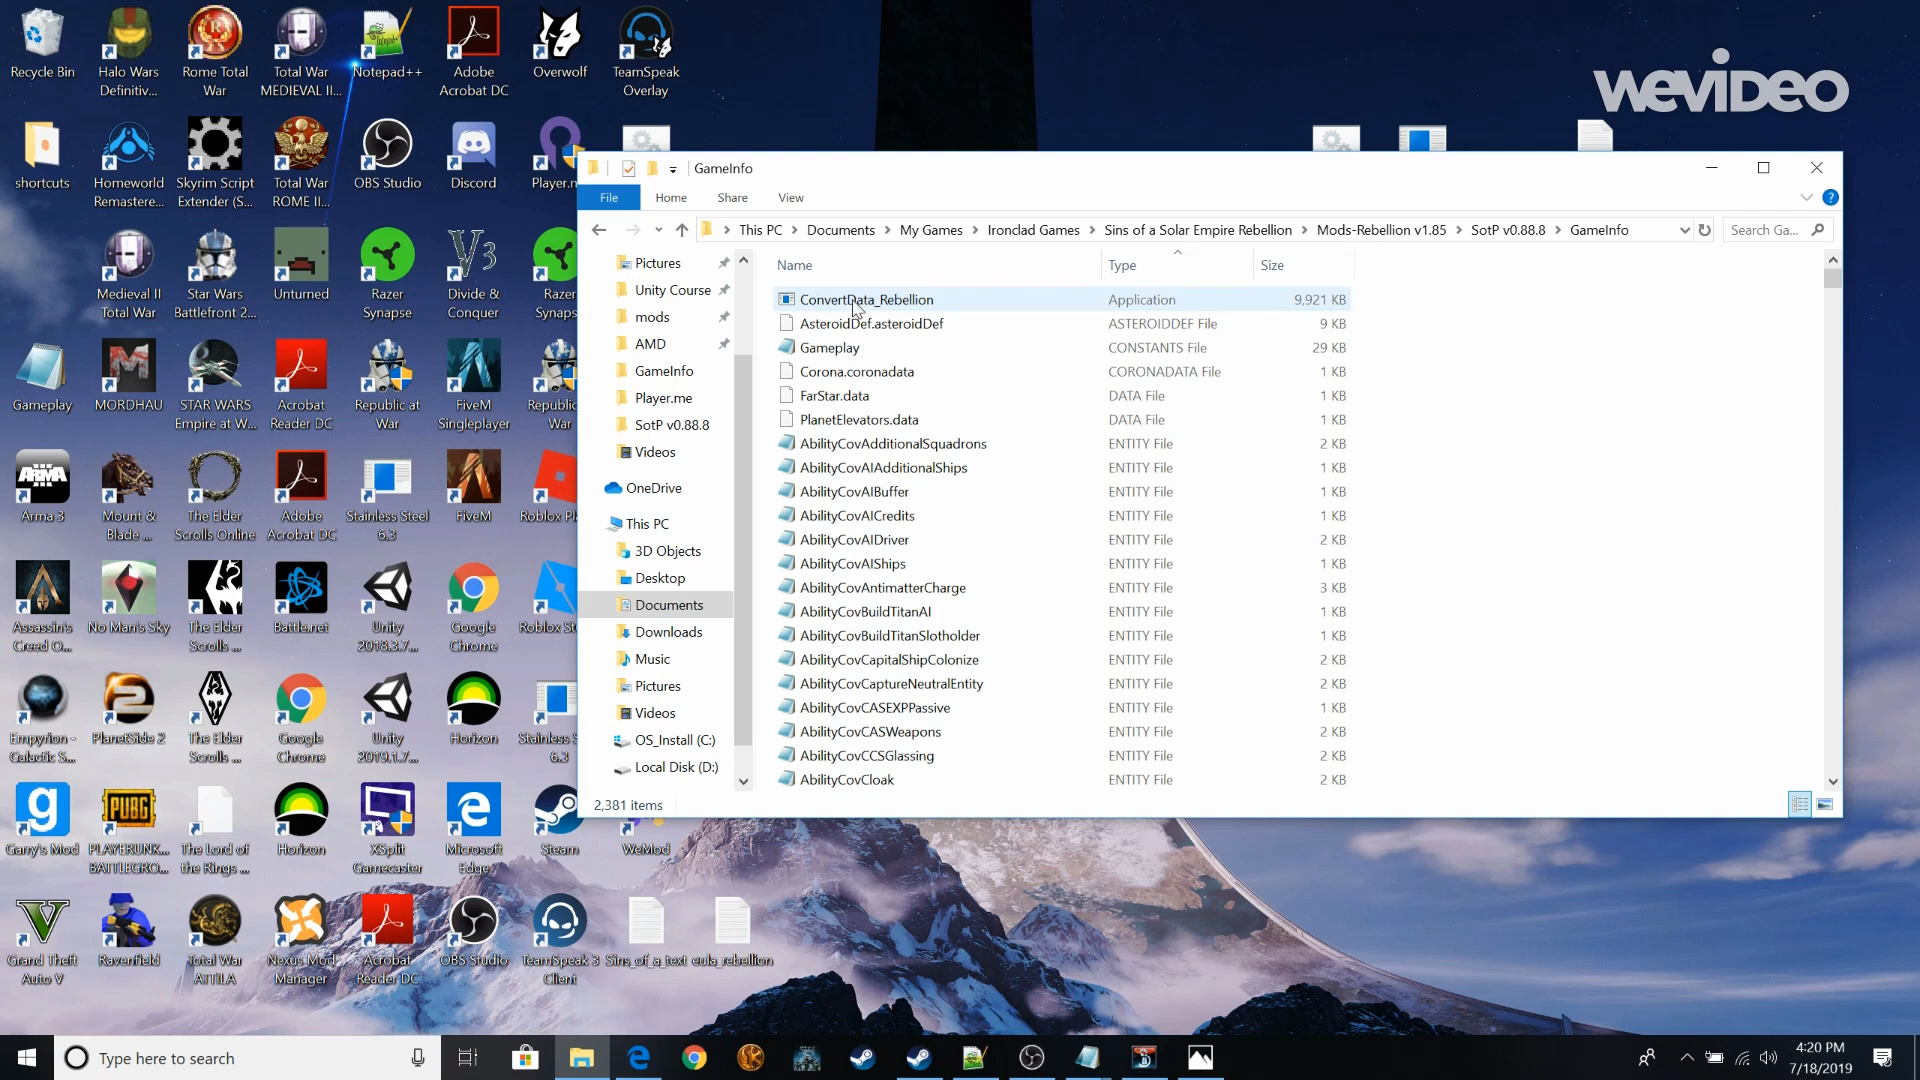 Recycle Bin
Halo Wars
Definitiv...
Rome Total
War
Total War
MEDIEVAL II...
Notepad++
Adobe
Acrobat DC
Overwolf
TeamSpeak
Overlay
WEVIDEO
shortcuts
Homeworld
Remastere...
Skyrim Script
Extender (S...
Total War
ROME II...
OBS Studio
Discord
Player.m
Medieval II
Total War
Star Wars
Battlefront 2...
Unturned
Razer
Synapse
V3
Divide &
Conquer
Razer
Synaps
Gameplay
MORDHAU
STAR WARS
Empire at W...
Acrobat
Reader DC
Republic at
War
FiveM
Singleplayer
Republic
War
ARMA
Arma 3
Mount &
Blade ...
The Elder
Scrolls Online
Adobe
Acrobat DC
Stainless Steel
6.3
FiveM
Roblox Pl
Assassin's
Creed O...
No Man's Sky
The Elder
Scrolls ...
Battle.net
Unity
2018.3.7...
Google
Chrome
Roblox St
Empyrion -
Galactic S...
PlanetSide 2
The Elder
Scrolls ...
Google
Chrome
Unity
2019.1.7...
Horizon
Stainless S
6.3
Garry's Mod
PUBG
PLAYERUNK...
BATTLEGRO...
The Lord of
the Rings ...
Horizon
XSplit
Gamecaster
Microsoft
Edge
Steam
WeMod
Grand Theft
Auto V
Ravenfield
Total War
ATTILA
Nexus Mod
Manager
Acrobat
Reader DC
OBS Studio
TeamSpeak 3
Client
Sins_of_a_text
eula_rebellion
GameInfo
File
Home
Share
View
This PC
Documents
My Games
Ironclad Games
Sins of a Solar Empire Rebellion
Mods-Rebellion v1.85
SotP v0.88.8
GameInfo
Search Ga...
Pictures
Unity Course
mods
AMD
GameInfo
Player.me
SotP v0.88.8
Videos
OneDrive
This PC
3D Objects
Desktop
Documents
Downloads
Music
Pictures
Videos
OS_Install (C:)
Local Disk (D:)
Name Type Size
ConvertData_Rebellion Application 9,921 KB
AsteroidDef.asteroidDef ASTEROIDDEF File 9 KB
Gameplay CONSTANTS File 29 KB
Corona.coronadata CORONADATA File 1 KB
FarStar.data DATA File 1 KB
PlanetElevators.data DATA File 1 KB
AbilityCovAdditionalSquadrons ENTITY File 2 KB
AbilityCovAIAdditionalShips ENTITY File 1 KB
AbilityCovAIBuffer ENTITY File 1 KB
AbilityCovAICredits ENTITY File 1 KB
AbilityCovAIDriver ENTITY File 2 KB
AbilityCovAIShips ENTITY File 1 KB
AbilityCovAntimatterCharge ENTITY File 3 KB
AbilityCovBuildTitanAI ENTITY File 1 KB
AbilityCovBuildTitanSlotholder ENTITY File 1 KB
AbilityCovCapitalShipColonize ENTITY File 2 KB
AbilityCovCaptureNeutralEntity ENTITY File 2 KB
AbilityCovCASEXPPassive ENTITY File 1 KB
AbilityCovCASWeapons ENTITY File 2 KB
AbilityCovCCSGlassing ENTITY File 2 KB
AbilityCovCloak ENTITY File 2 KB
2,381 items
Type here to search
4:20 PM
7/18/2019